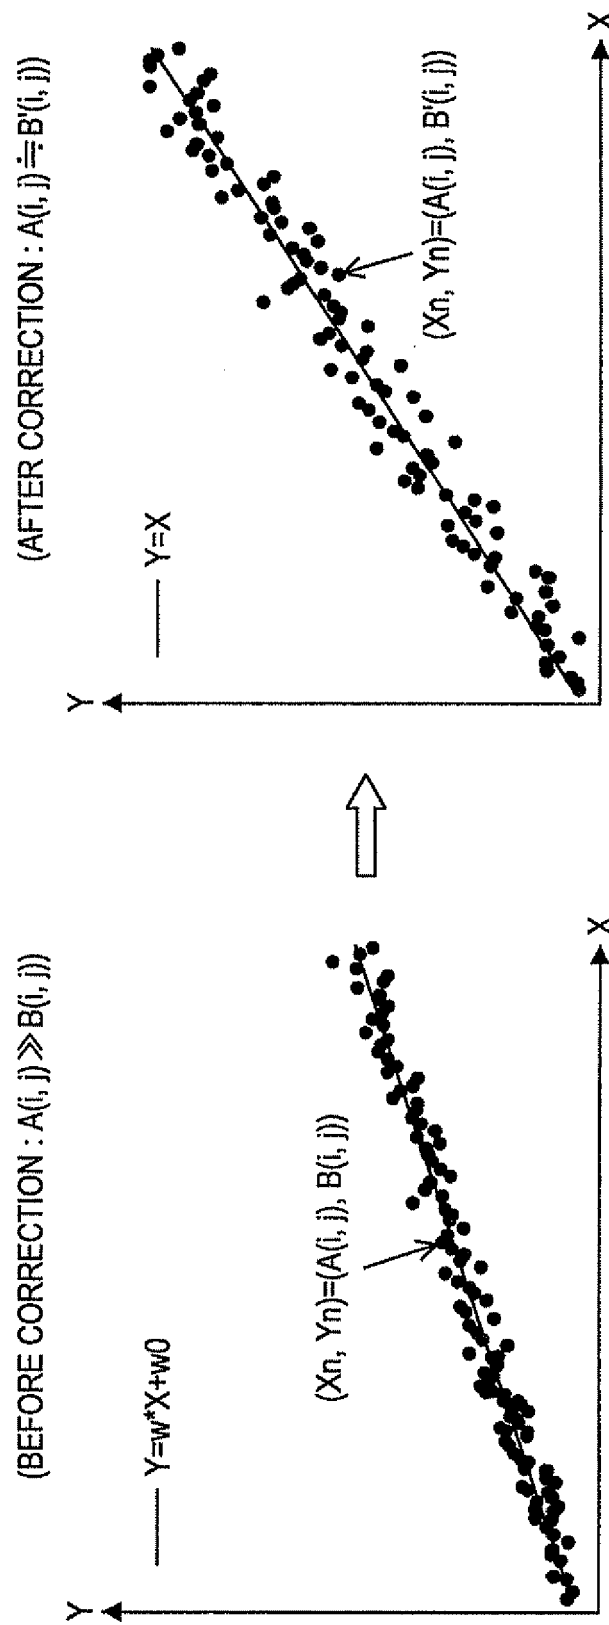 (BEFORE CORRECTION : A(i, j)≫B(i, j))
Y
Y=w*X+w0
(Xn, Yn)=(A(i, j), B(i, j))
X
(AFTER CORRECTION : A(i, j)≒B'(i, j))
Y
Y=X
(Xn, Yn)=(A(i, j), B'(i, j))
X